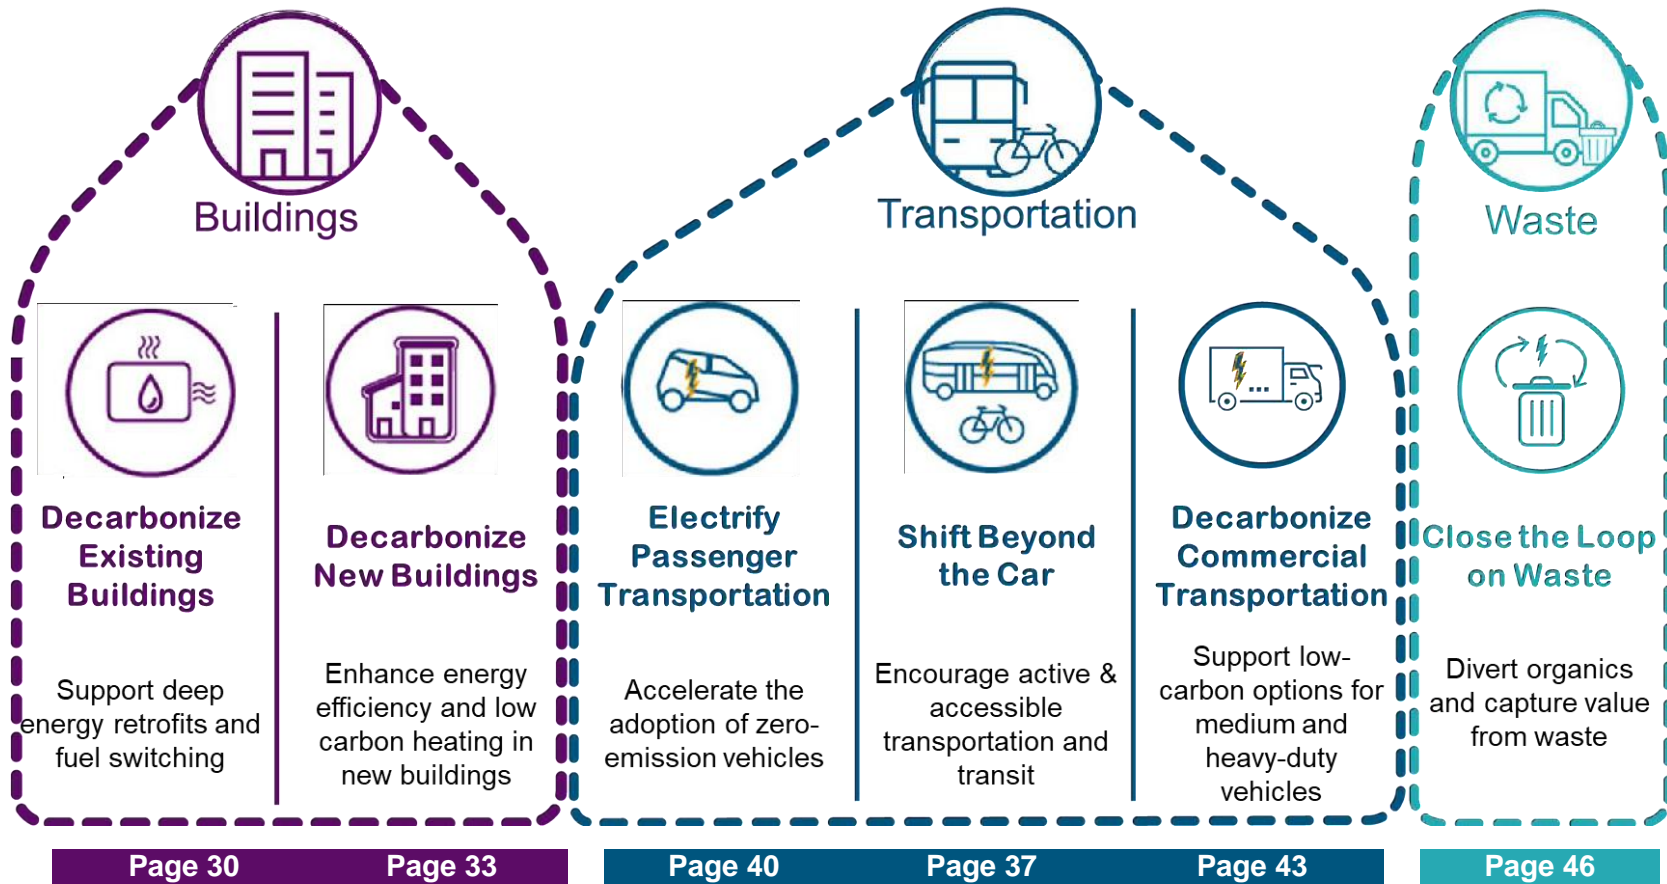 Buildings
Decarbonize
Existing
Buildings
Support deep
energy retrofits and
fuel switching
Decarbonize
New Buildings
Enhance energy
efficiency and low
carbon heating in
new buildings
Transportation
Electrify
Passenger
Transportation
Accelerate the
adoption of zero-
emission vehicles
Shift Beyond
the Car
Encourage active &
accessible
transportation and
transit
Decarbonize
Commercial
Transportation
Support low-
carbon options for
medium and
heavy-duty
vehicles
Waste
Close the Loop
on Waste
Divert organics
and capture value
from waste
Page 30
Page 33
Page 40
Page 37
Page 43
Page 46